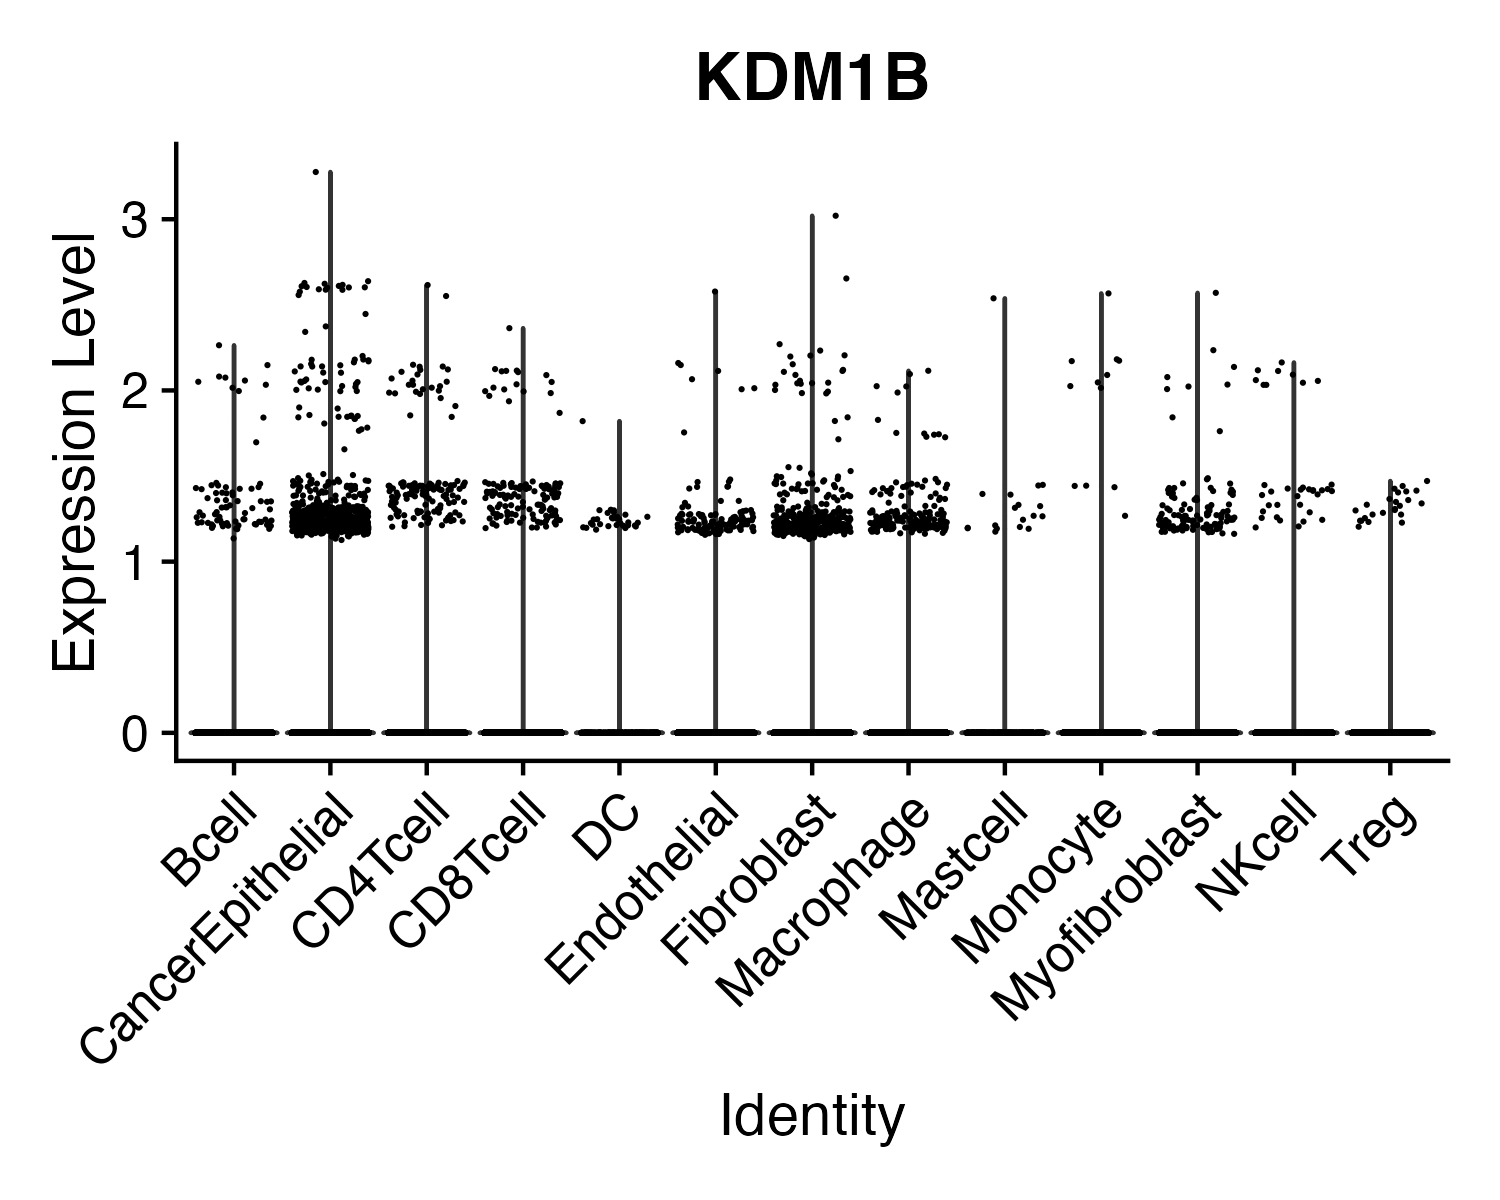 KDM1B
Expression Level
3
2
1
0
Bcell
CancerEpithelial
CD4Tcell
CD8Tcell
DC
Endothelial
Fibroblast
Macrophage
Mastcell
Monocyte
Myofibroblast
NKcell
Treg
Identity